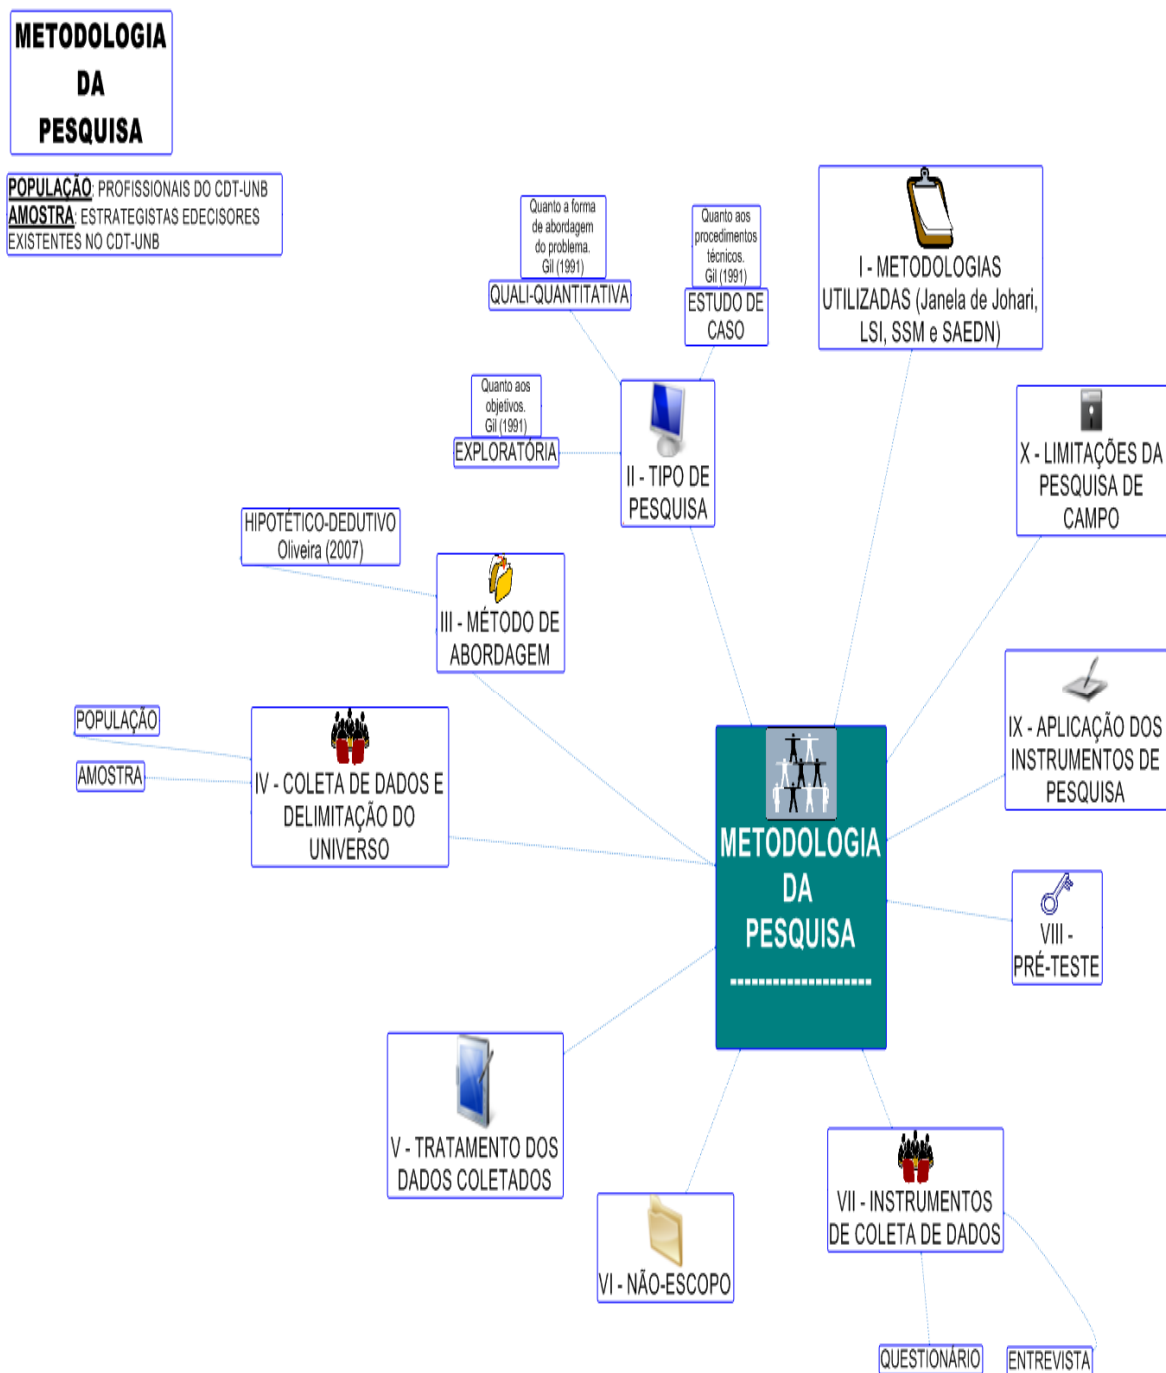 METODOLOGIA
DA
PESQUISA
POPULAÇÃO: PROFISSIONAIS DO CDT-UNB
AMOSTRA: ESTRATEGISTAS EDECISORES
EXISTENTES NO CDT-UNB
Quanto a forma
de abordagem
do problema.
Gil (1991)
QUALI-QUANTITATIVA
Quanto aos
procedimentos
técnicos.
Gil (1991)
ESTUDO DE
CASO
I - METODOLOGIAS
UTILIZADAS (Janela de Johari,
LSI, SSM e SAEDN)
Quanto aos
objetivos.
Gil (1991)
EXPLORATÓRIA
II - TIPO DE
PESQUISA
X - LIMITAÇÕES DA
PESQUISA DE
CAMPO
HIPOTÉTICO-DEDUTIVO
Oliveira (2007)
III - MÉTODO DE
ABORDAGEM
IX - APLICAÇÃO DOS
INSTRUMENTOS DE
PESQUISA
POPULAÇÃO
AMOSTRA
IV - COLETA DE DADOS E
DELIMITAÇÃO DO
UNIVERSO
METODOLOGIA
DA
PESQUISA
--------------------
VIII -
PRÉ-TESTE
V - TRATAMENTO DOS
DADOS COLETADOS
VI - NÃO-ESCOPO
VII - INSTRUMENTOS
DE COLETA DE DADOS
QUESTIONÁRIO
ENTREVISTA